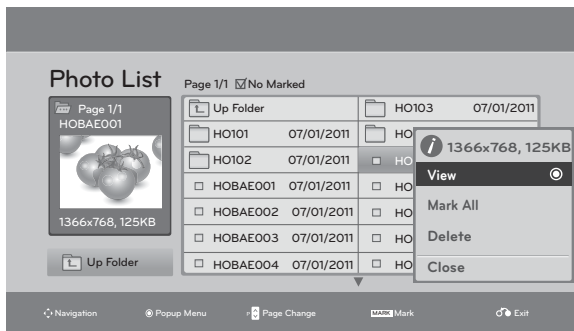 Photo List
Page 1/1 No Marked
Page 1/1
HOBAE001
1366x768, 125KB
Up Folder
Up Folder
HO101 07/01/2011
HO102 07/01/2011
HOBAE001 07/01/2011
HOBAE002 07/01/2011
HOBAE003 07/01/2011
HOBAE004 07/01/2011
HO103 07/01/2011
HO
HO
HO
HO
HO
HO
1366x768, 125KB
View
Mark All
Delete
Close
Navigation
Popup Menu
P Page Change
MARK Mark
Exit